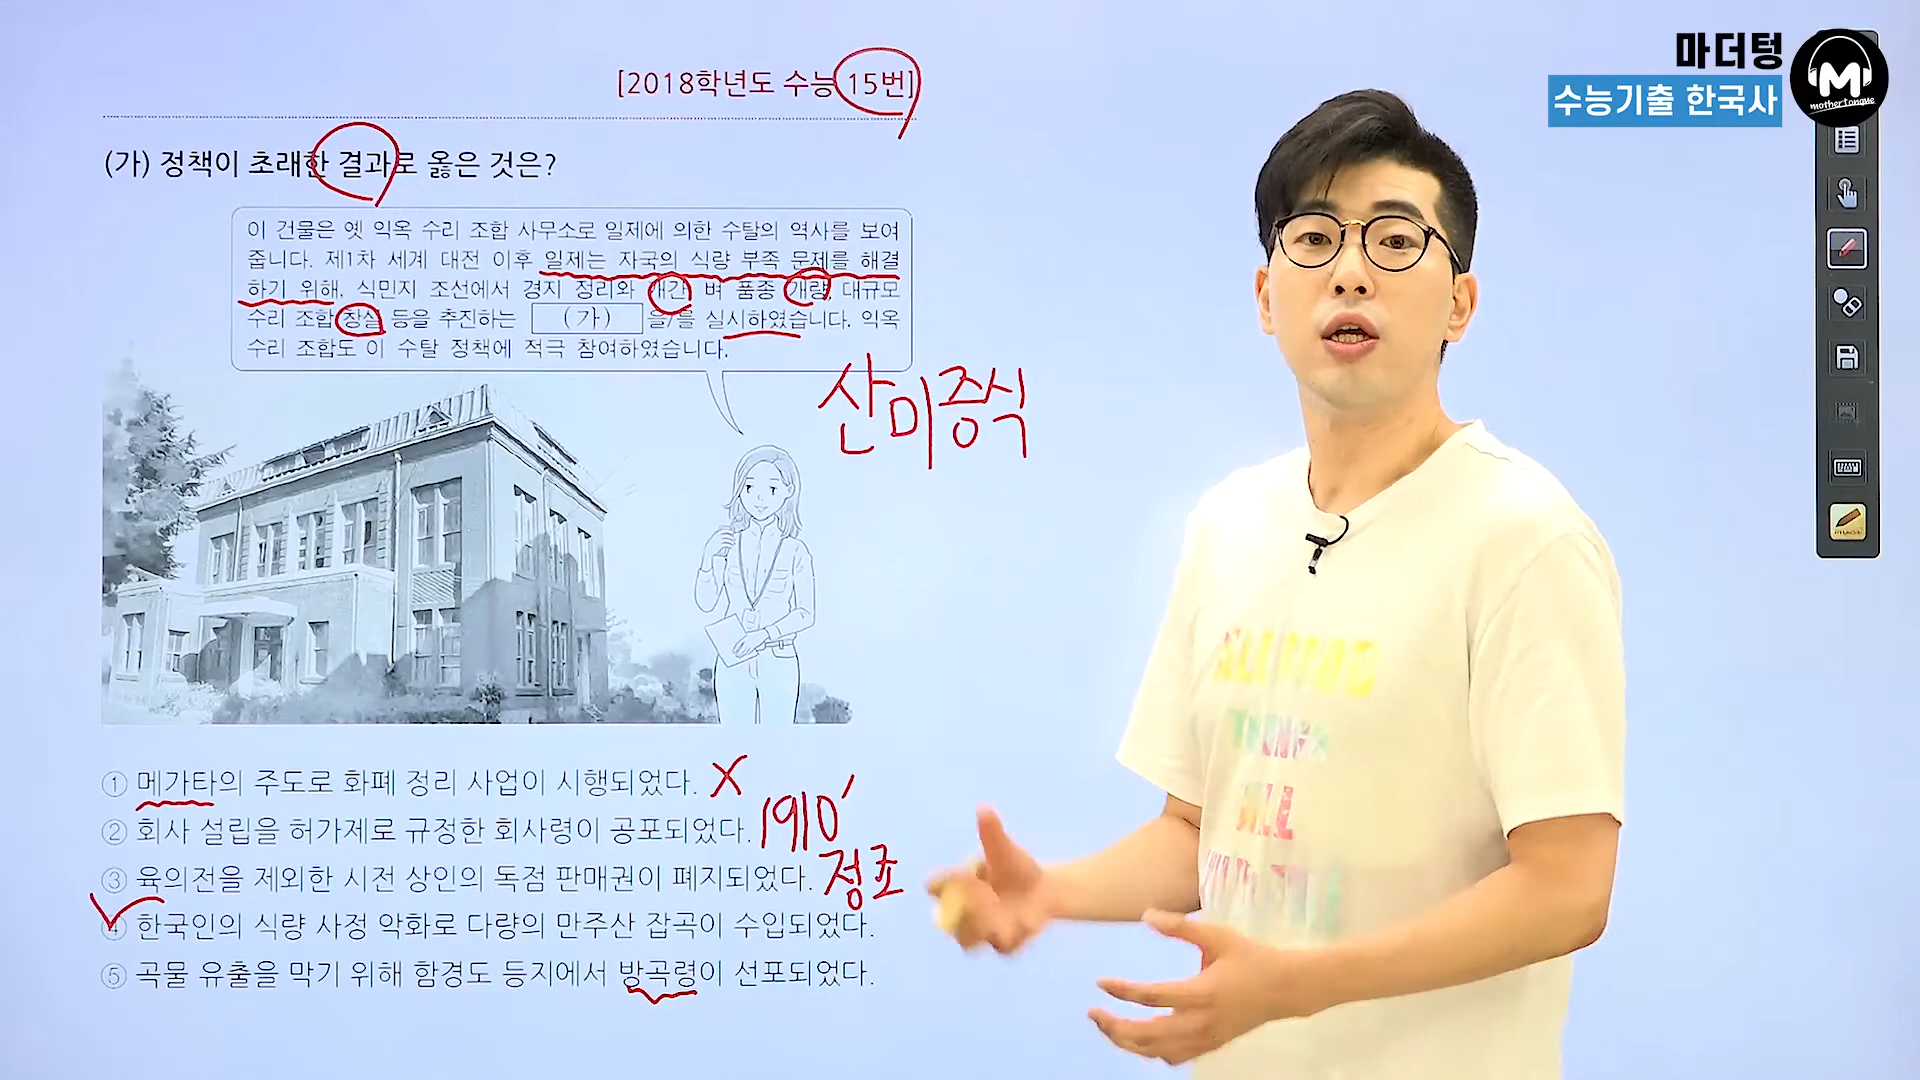 마더텅
수능기출 한국사
M
mothertongue
[2018학년도 수능 15번]
(가) 정책이 초래한 결과로 옳은 것은?
이 건물은 옛 익옥 수리 조합 사무소로 일제에 의한 수탈의 역사를 보여
줍니다. 제1차 세계 대전 이후 일제는 자국의 식량 부족 문제를 해결
하기 위해, 식민지 조선에서 경지 정리와 개간, 벼 품종 개량, 대규모
수리 조합 창설 등을 추진하는 (가) 을/를 실시하였습니다. 익옥
수리 조합도 이 수탈 정책에 적극 참여하였습니다.
산미증식
① 메가타의 주도로 화폐 정리 사업이 시행되었다. X
② 회사 설립을 허가제로 규정한 회사령이 공포되었다. 1910'
③ 육의전을 제외한 시전 상인의 독점 판매권이 폐지되었다. 정조
④ 한국인의 식량 사정 악화로 다량의 만주산 잡곡이 수입되었다.
⑤ 곡물 유출을 막기 위해 함경도 등지에서 방곡령이 선포되었다.